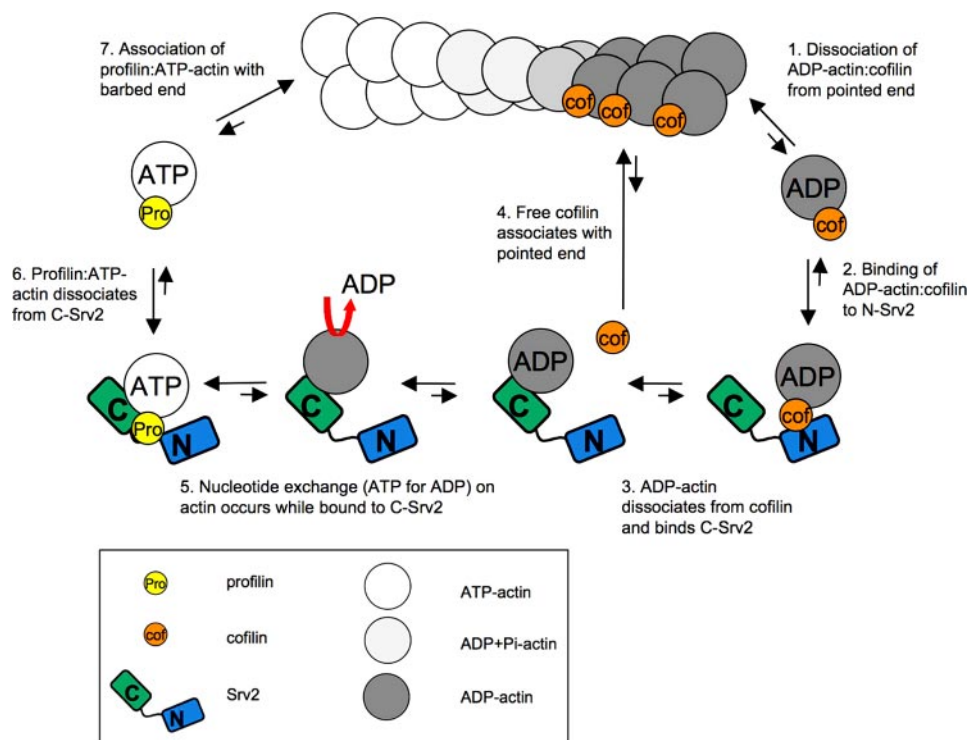 7. Association of
profilin:ATP-actin with
barbed end
1. Dissociation of
ADP-actin:cofilin
from pointed end
cof
cof
cof
ATP
Pro
ADP
cof
4. Free cofilin
associates with
pointed end
6. Profilin:ATP-
actin dissociates
from C-Srv2
2. Binding of
ADP-actin:cofilin
to N-Srv2
ADP
ATP
C
Pro
N
C
N
ADP
cof
C
N
ADP
cof
C
N
5. Nucleotide exchange (ATP for ADP) on
actin occurs while bound to C-Srv2
3. ADP-actin
dissociates from cofilin
and binds C-Srv2
Pro
profilin
ATP-actin
cof
cofilin
ADP+Pi-actin
C
N
Srv2
ADP-actin